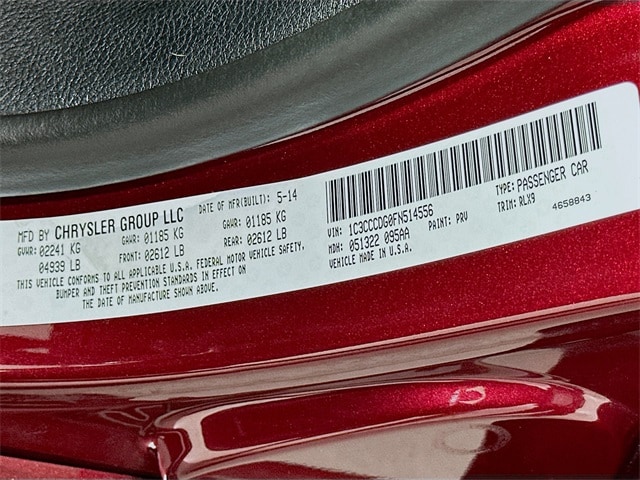 MFD BY CHRYSLER GROUP LLC DATE OF MFR(BUILT): 5-14
GVWR: 02241 KG GAWR: 01185 KG GAWR: 01185 KG
04939 LB FRONT: 02612 LB REAR: 02612 LB
THIS VEHICLE CONFORMS TO ALL APPLICABLE U.S.A. FEDERAL MOTOR VEHICLE SAFETY,
BUMPER AND THEFT PREVENTION STANDARDS IN EFFECT ON
THE DATE OF MANUFACTURE SHOWN ABOVE.
VIN: 1C3CCCDG0FN514556 TYPE: PASSENGER CAR
MDH 051322 095AA PAINT: PRV TRIM: RLX9
4658843